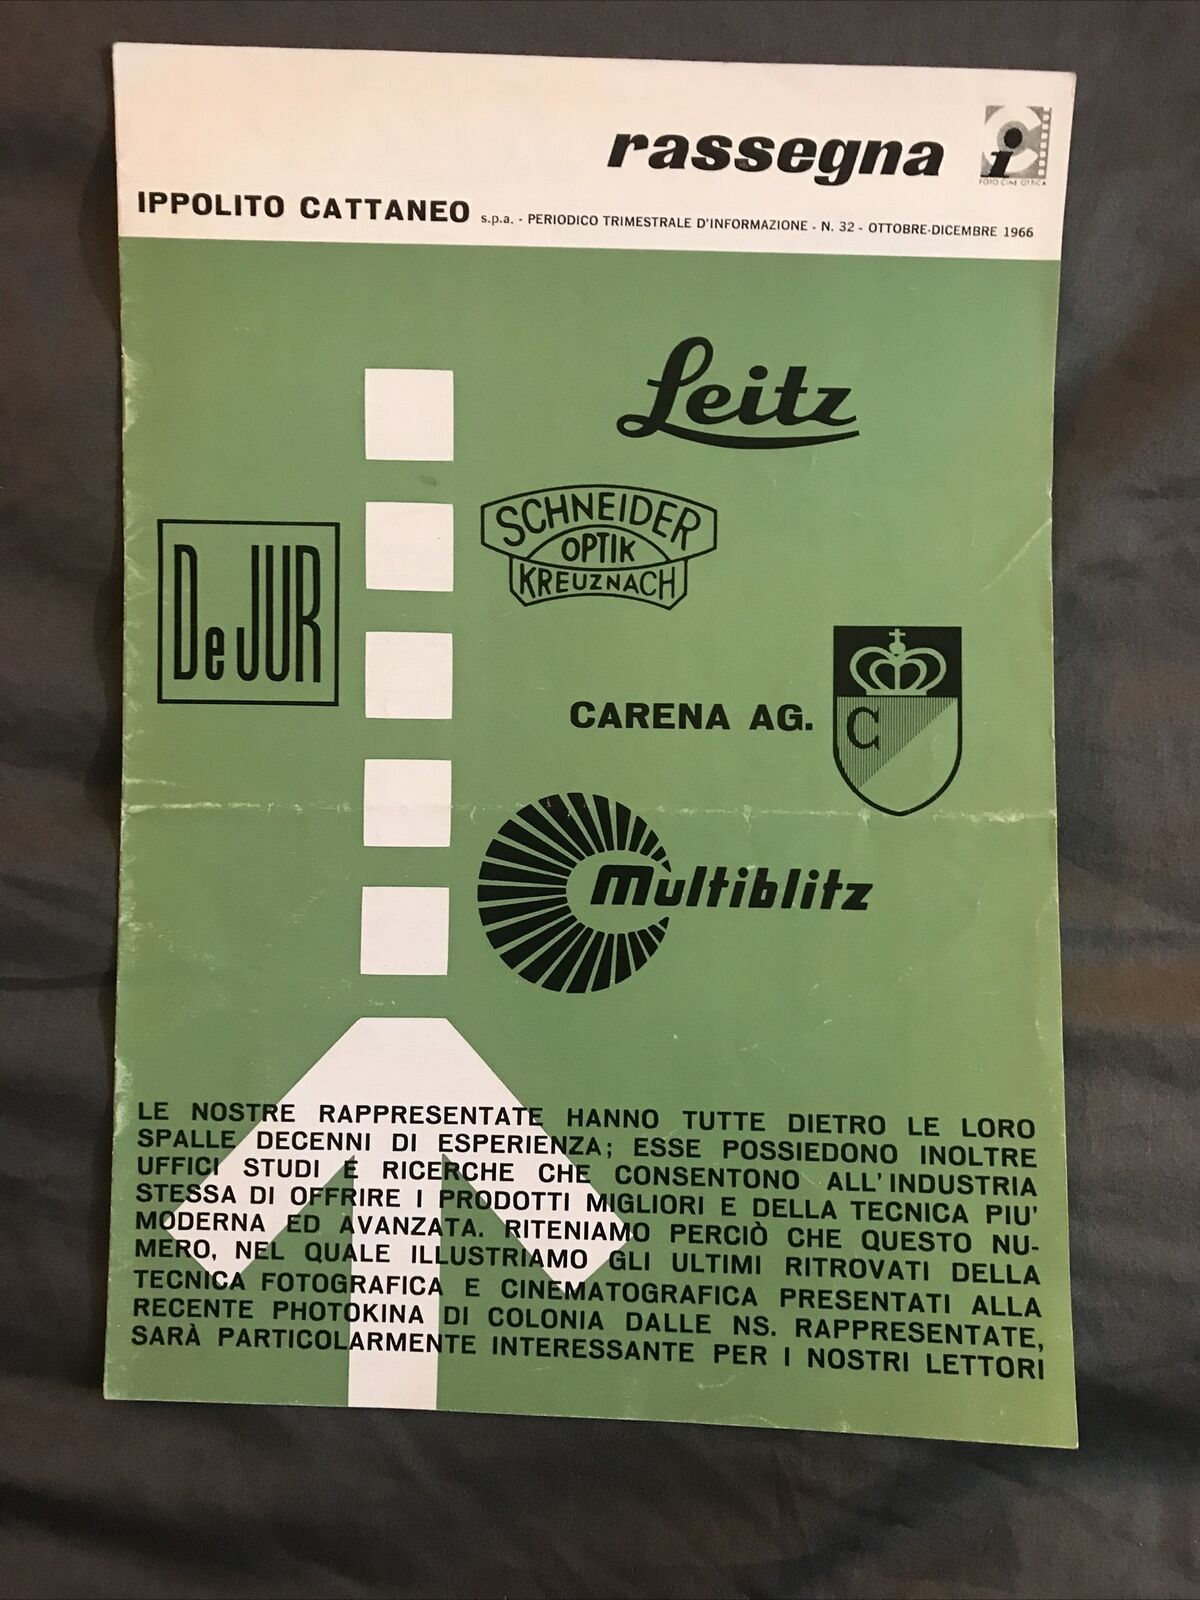 rassegna
iC
FOTO CINE OTTICA
IPPOLITO CATTANEO s.p.a. - PERIODICO TRIMESTRALE D'INFORMAZIONE - N. 32 - OTTOBRE-DICEMBRE 1966
Leitz
SCHNEIDER
OPTIK
KREUZNACH
De JUR
CARENA AG.
C
Multiblitz
LE NOSTRE RAPPRESENTATE HANNO TUTTE DIETRO LE LORO
SPALLE DECENNI DI ESPERIENZA; ESSE POSSIEDONO INOLTRE
UFFICI STUDI E RICERCHE CHE CONSENTONO ALL'INDUSTRIA
STESSA DI OFFRIRE I PRODOTTI MIGLIORI E DELLA TECNICA PIU'
MODERNA ED AVANZATA. RITENIAMO PERCIÒ CHE QUESTO NU-
MERO, NEL QUALE ILLUSTRIAMO GLI ULTIMI RITROVATI DELLA
TECNICA FOTOGRAFICA E CINEMATOGRAFICA PRESENTATI ALLA
RECENTE PHOTOKINA DI COLONIA DALLE NS. RAPPRESENTATE,
SARÀ PARTICOLARMENTE INTERESSANTE PER I NOSTRI LETTORI